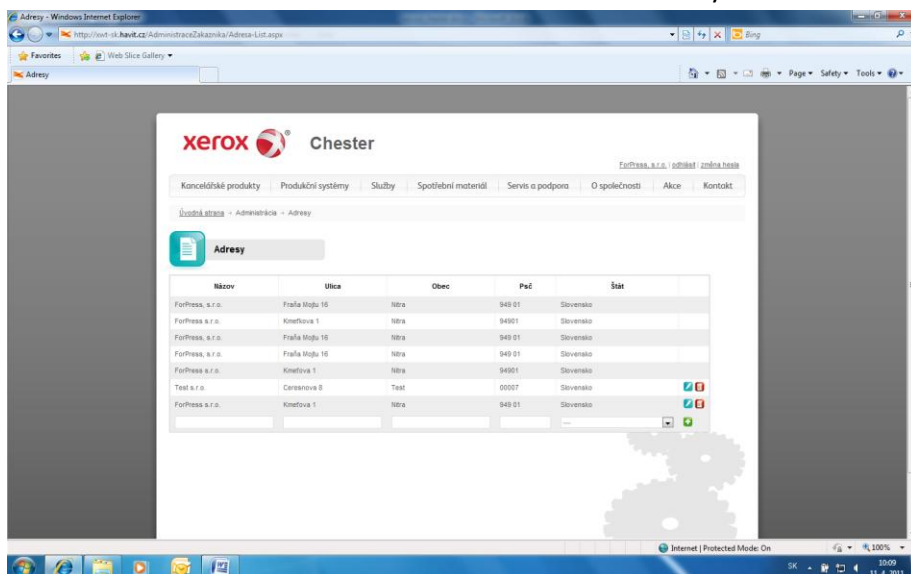 Adresy - Windows Internet Explorer
http://ewt-sk.havit.cz/AdministraceZakaznika/Adresa-List.aspx
Bing
Favorites Web Slice Gallery
Adresy
Page Safety Tools
xerox Chester
ForPress, s.r.o. | odhlásit | změna hesla
Kancelářské produkty Produkční systémy Služby Spotřební materiál Servis a podpora O společnosti Akce Kontakt
Úvodná strana Administrácia Adresy
Adresy
Názov Ulica Obec Psč Štát
ForPress, s.r.o. Fraňa Mojtu 16 Nitra 949 01 Slovensko
ForPress s.r.o. Kmeťkova 1 Nitra 94901 Slovensko
ForPress, s.r.o. Fraňa Mojtu 16 Nitra 949 01 Slovensko
ForPress, s.r.o. Fraňa Mojtu 16 Nitra 949 01 Slovensko
ForPress s.r.o. Kmeťova 1 Nitra 94901 Slovensko
Test s.r.o. Ceresnova 8 Test 00007 Slovensko
ForPress s.r.o. Kmeťova 1 Nitra 949 01 Slovensko
---
Internet | Protected Mode: On 100%
SK 10:09
11. 4. 2011